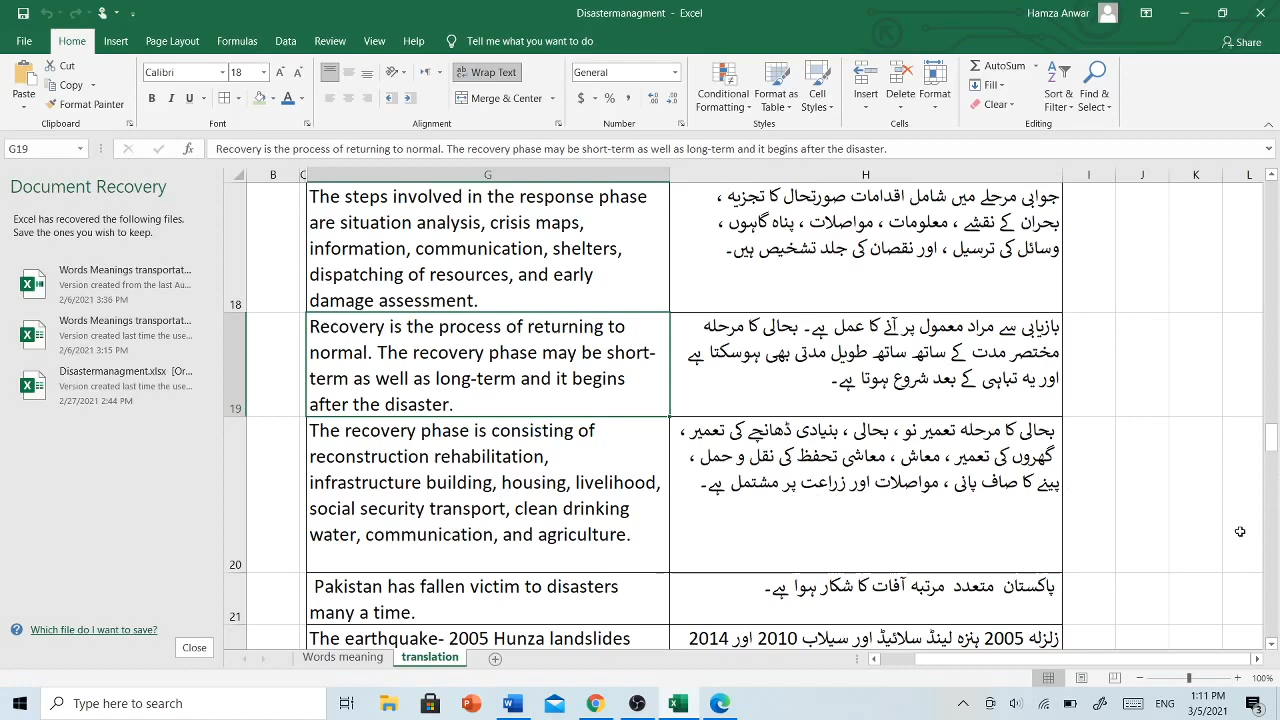 Disastermanagment - Excel
Hamza Anwar
File Home Insert Page Layout Formulas Data Review View Help Tell me what you want to do
Share
Paste
Cut
Copy
Format Painter
Clipboard
Calibri 18
B I U
Font
Wrap Text
Merge & Center
Alignment
General
$ % ,
Number
Conditional Formatting
Format as Table
Cell Styles
Styles
Insert Delete Format
Cells
AutoSum
Fill
Clear
Sort & Filter
Find & Select
Editing
G19
Recovery is the process of returning to normal. The recovery phase may be short-term as well as long-term and it begins after the disaster.
Document Recovery
Excel has recovered the following files.
Save the ones you wish to keep.
Words Meanings transportat...
Version created from the last Au...
2/6/2021 3:36 PM
Words Meanings transportat...
Version created last time the use...
2/6/2021 3:15 PM
Disastermanagment.xlsx [Or...
Version created last time the use...
2/27/2021 2:44 PM
Which file do I want to save?
Close
B C G H I J K L
18
The steps involved in the response phase
are situation analysis, crisis maps,
information, communication, shelters,
dispatching of resources, and early
damage assessment.
جوابی مرحلے میں شامل اقدامات صورتحال کا تجزیہ ،
بحران کے نقشے ، معلومات ، مواصلات ، پناہ گاہوں ،
وسائل کی ترسیل ، اور نقصان کی جلد تشخیص ہیں۔
19
Recovery is the process of returning to
normal. The recovery phase may be short-
term as well as long-term and it begins
after the disaster.
بازیابی سے مراد معمول پر آنے کا عمل ہے۔ بحالی کا مرحلہ
مختصر مدت کے ساتھ ساتھ طویل مدتی بھی ہوسکتا ہے
اور یہ تباہی کے بعد شروع ہوتا ہے۔
20
The recovery phase is consisting of
reconstruction rehabilitation,
infrastructure building, housing, livelihood,
social security transport, clean drinking
water, communication, and agriculture.
بحالی کا مرحلہ تعمیر نو ، بحالی ، بنیادی ڈھانچے کی تعمیر ،
گھروں کی تعمیر ، معاش ، معاشی تحفظ کی نقل و حمل ،
پینے کا صاف پانی ، مواصلات اور زراعت پر مشتمل ہے۔
21
Pakistan has fallen victim to disasters
many a time.
پاکستان متعدد مرتبہ آفات کا شکار ہوا ہے۔
The earthquake- 2005 Hunza landslides
زلزلہ 2005 ہنزہ لینڈ سلائیڈ اور سیلاب 2010 اور 2014
Words meaning translation
100%
Type here to search
ENG
1:11 PM
3/5/2021
3